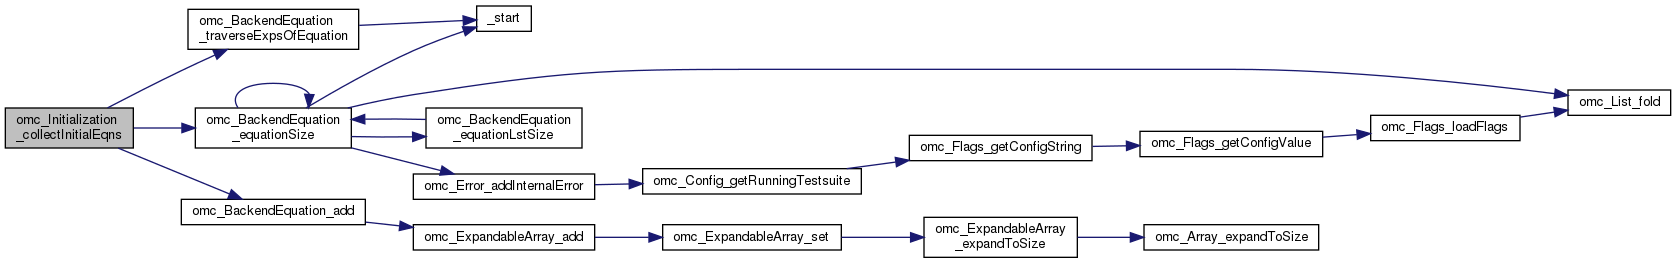 omc_Initialization
_collectInitialEqns
omc_BackendEquation
_traverseExpsOfEquation
_start
omc_BackendEquation
_equationSize
omc_BackendEquation
_equationLstSize
omc_List_fold
omc_Flags_loadFlags
omc_Flags_getConfigValue
omc_Flags_getConfigString
omc_Config_getRunningTestsuite
omc_Error_addInternalError
omc_BackendEquation_add
omc_ExpandableArray_add
omc_ExpandableArray_set
omc_ExpandableArray
_expandToSize
omc_Array_expandToSize